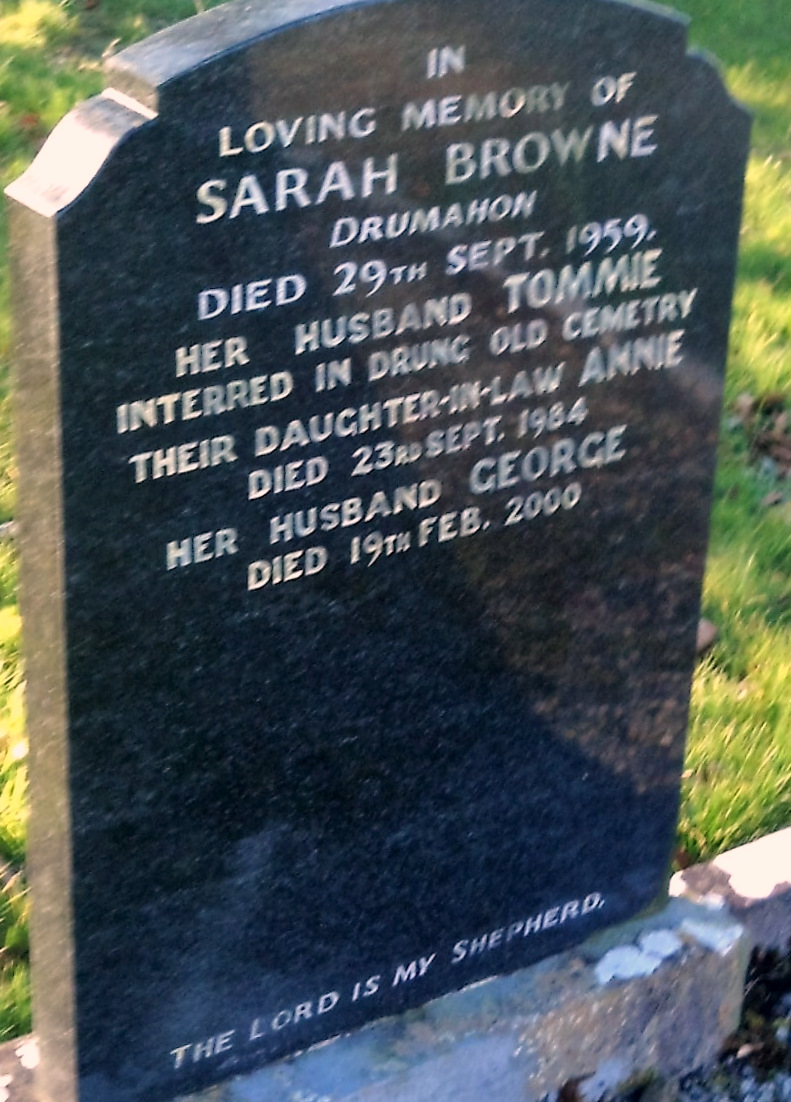 IN
LOVING MEMORY OF
SARAH BROWNE
DRUMAHON
DIED 29TH SEPT. 1959.
HER HUSBAND TOMMIE
INTERRED IN DRUNG OLD CEMETRY
THEIR DAUGHTER-IN-LAW ANNIE
DIED 23RD SEPT. 1984
HER HUSBAND GEORGE
DIED 19TH FEB. 2000
THE LORD IS MY SHEPHERD.